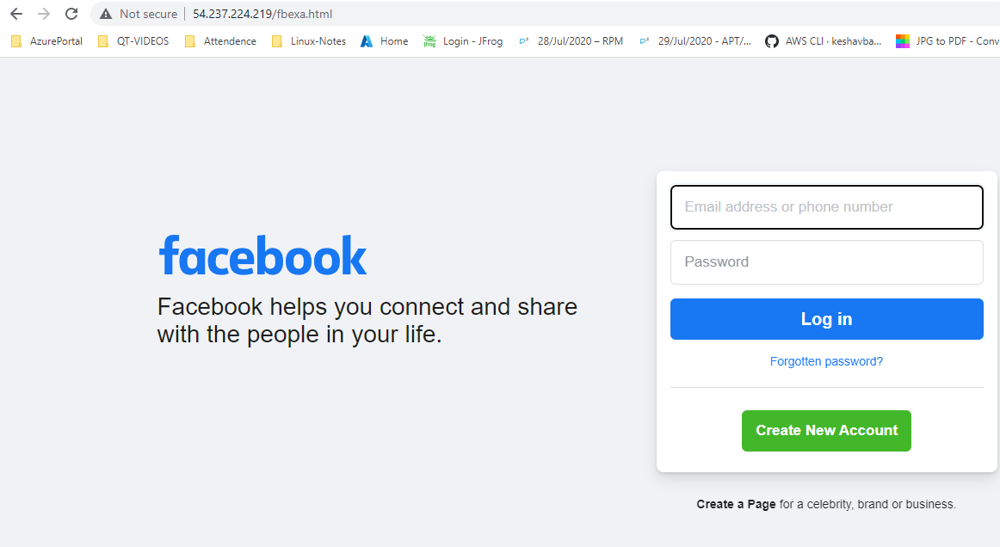 Not secure 54.237.224.219/fbexa.html
AzurePortal QT-VIDEOS Attendence Linux-Notes Home JFrog Login - JFrog D² 28/Jul/2020 – RPM D² 29/Jul/2020 - APT/... AWS CLI · keshavba... JPG to PDF - Conv
Email address or phone number
Password
facebook
Facebook helps you connect and share
with the people in your life.
Log in
Forgotten password?
Create New Account
Create a Page for a celebrity, brand or business.